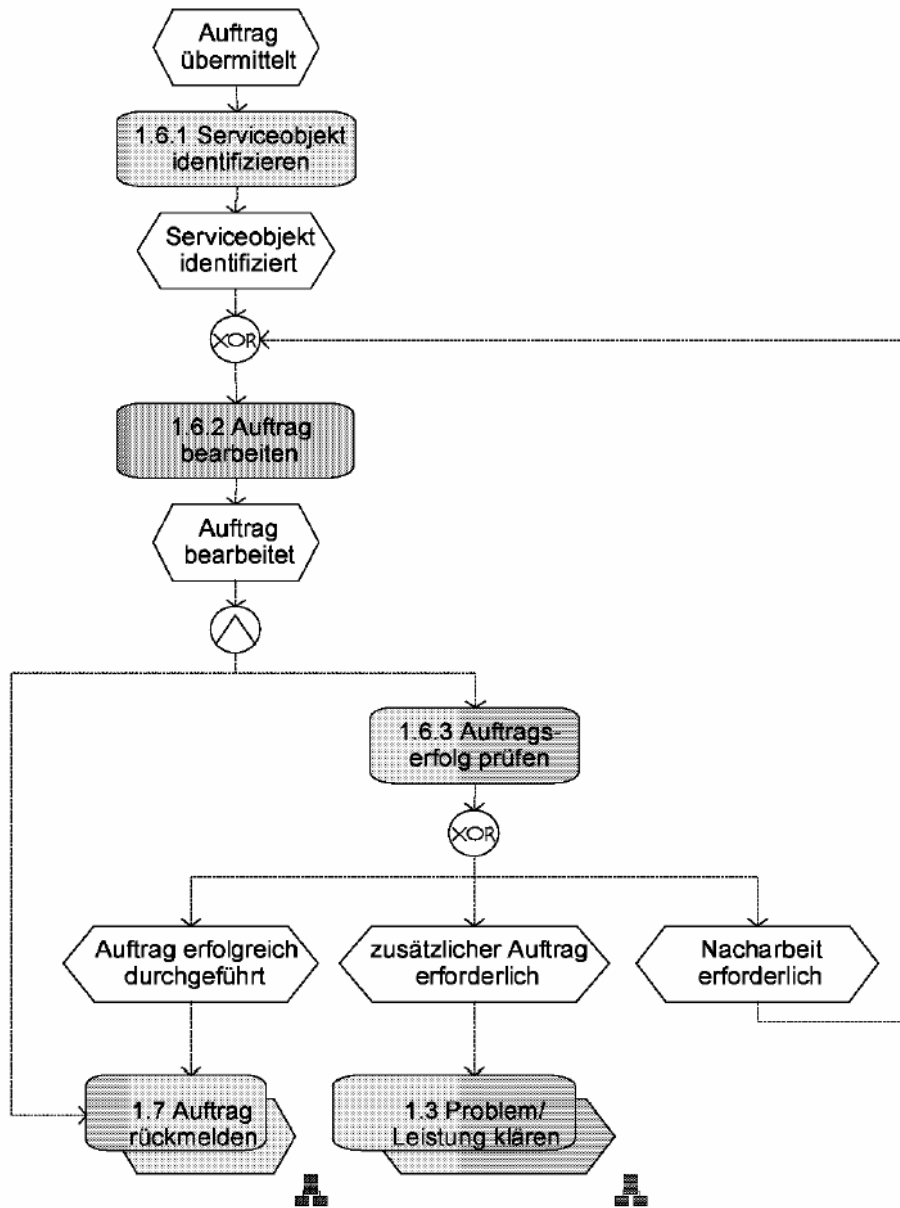 Auftrag
übermittelt
1.6.1 Serviceobjekt
identifizieren
Serviceobjekt
identifiziert
XOR
1.6.2 Auftrag
bearbeiten
Auftrag
bearbeitet
1.6.3 Auftrags-
erfolg prüfen
XOR
Auftrag erfolgreich
durchgeführt
zusätzlicher Auftrag
erforderlich
Nacharbeit
erforderlich
1.7 Auftrag
rückmelden
1.3 Problem/
Leistung klären